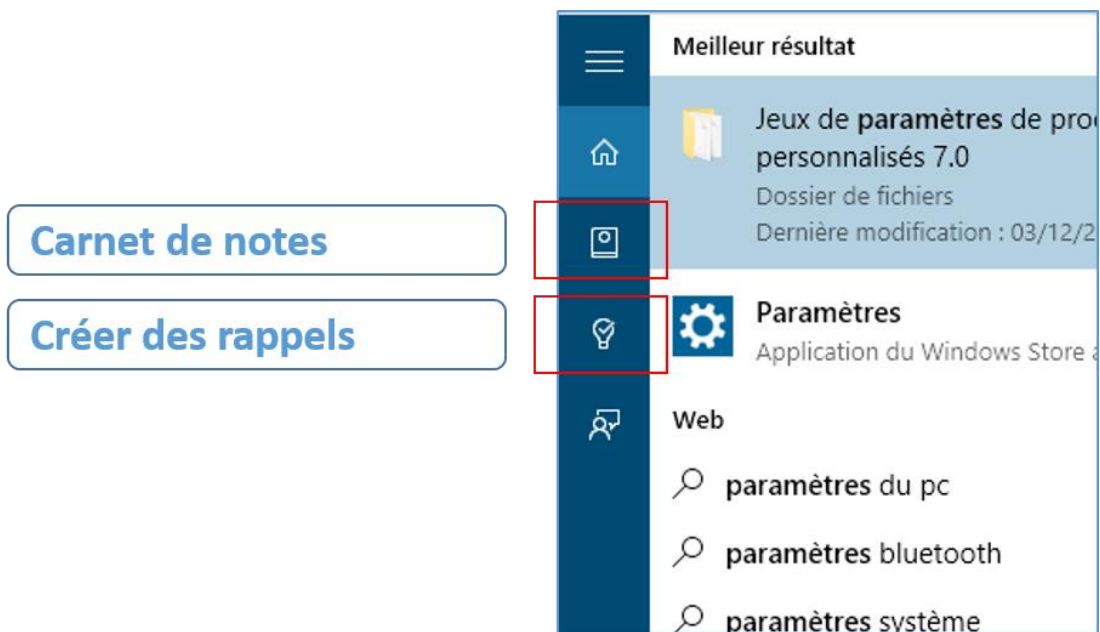 Carnet de notes
Créer des rappels
Meilleur résultat
Jeux de paramètres de
personnalisés 7.0
Dossier de fichiers
Dernière modification : 03/12/2
Paramètres
Application du Windows Store
Web
paramètres du pc
paramètres bluetooth
paramètres système